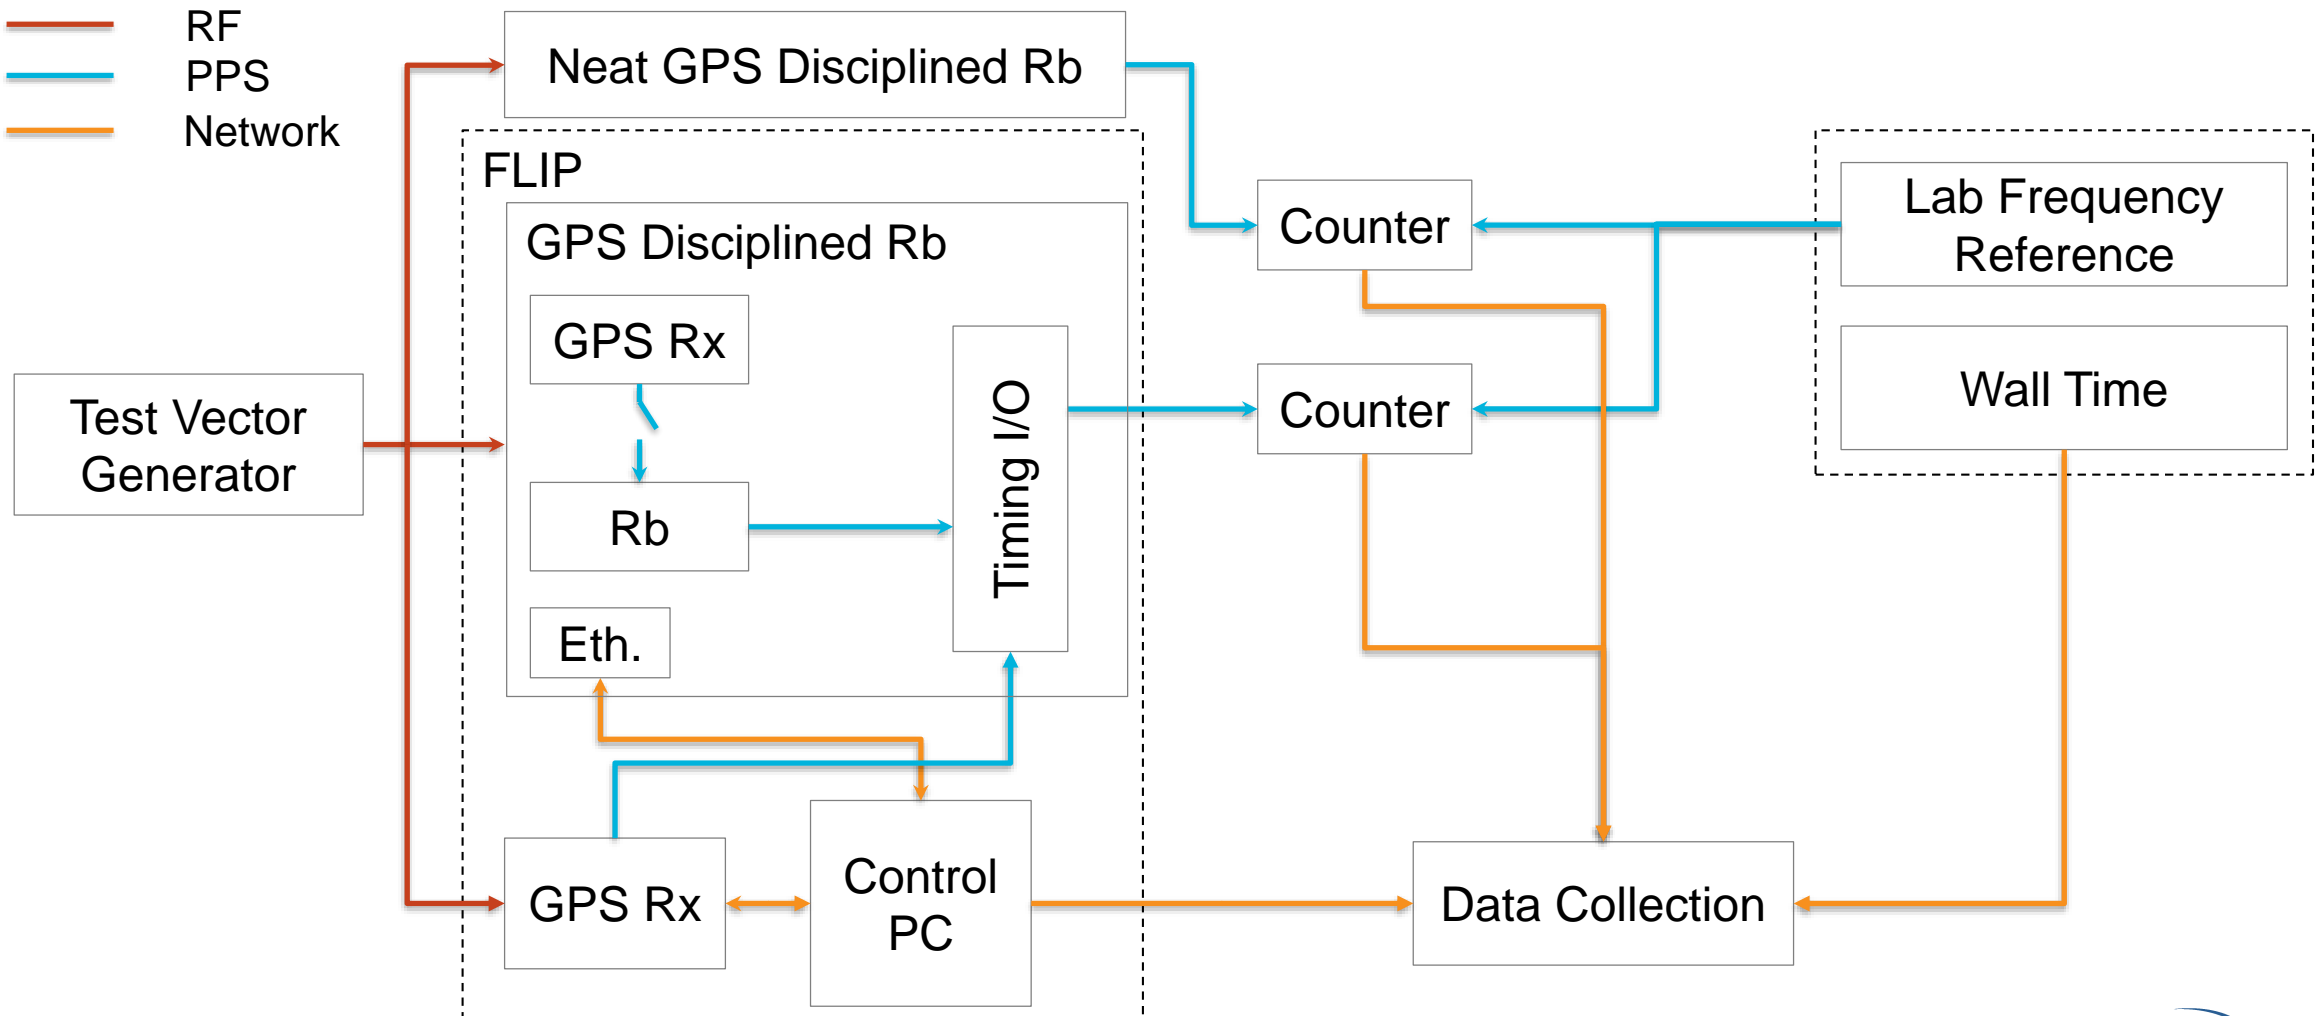 RF
PPS
Network
Neat GPS Disciplined Rb
FLIP
GPS Disciplined Rb
GPS Rx
Rb
Eth.
Timing I/O
Test Vector
Generator
GPS Rx
Control
PC
Counter
Counter
Lab Frequency
Reference
Wall Time
Data Collection